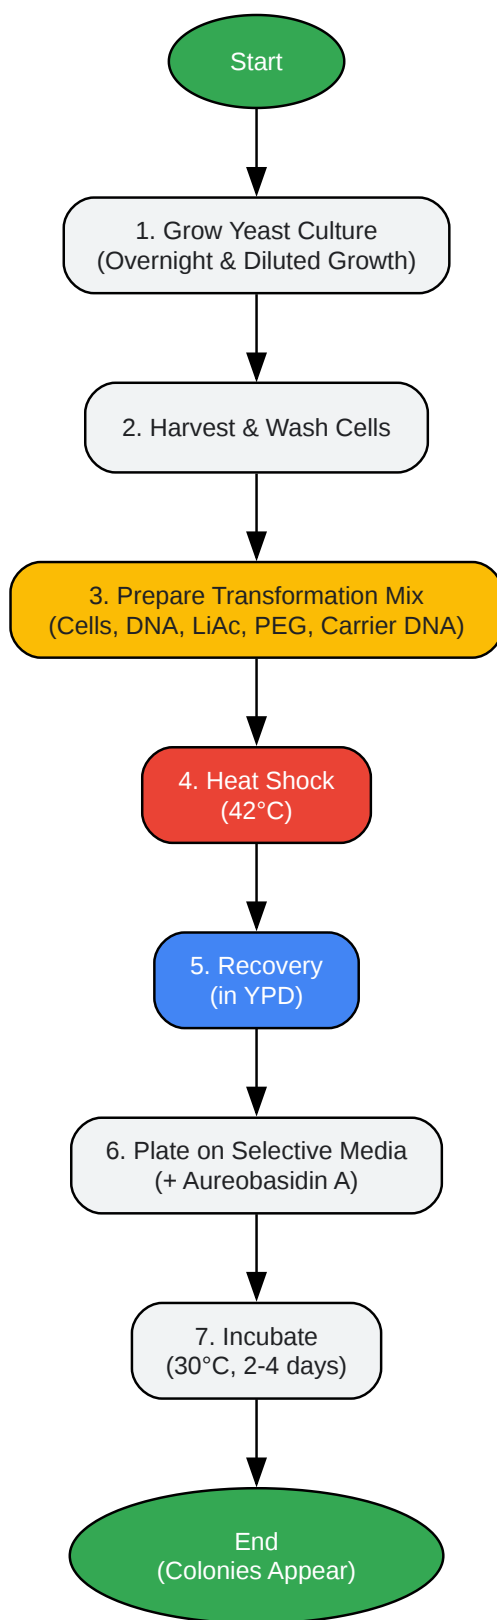 Start
1. Grow Yeast Culture
(Overnight & Diluted Growth)
2. Harvest & Wash Cells
3. Prepare Transformation Mix
(Cells, DNA, LiAc, PEG, Carrier DNA)
4. Heat Shock
(42°C)
5. Recovery
(in YPD)
6. Plate on Selective Media
(+ Aureobasidin A)
7. Incubate
(30°C, 2-4 days)
End
(Colonies Appear)